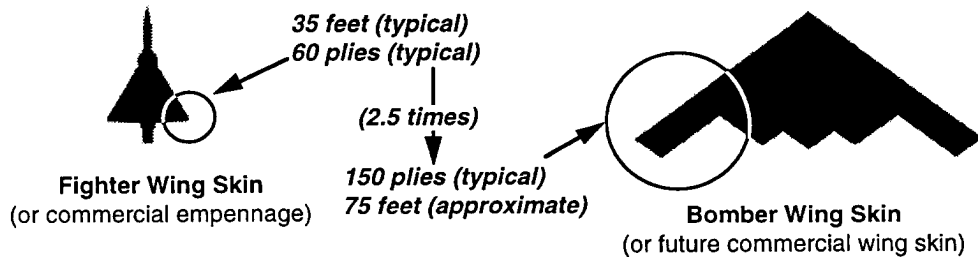 35 feet (typical)
60 plies (typical)
(2.5 times)
150 plies (typical)
75 feet (approximate)
Fighter Wing Skin
(or commercial empennage)
Bomber Wing Skin
(or future commercial wing skin)